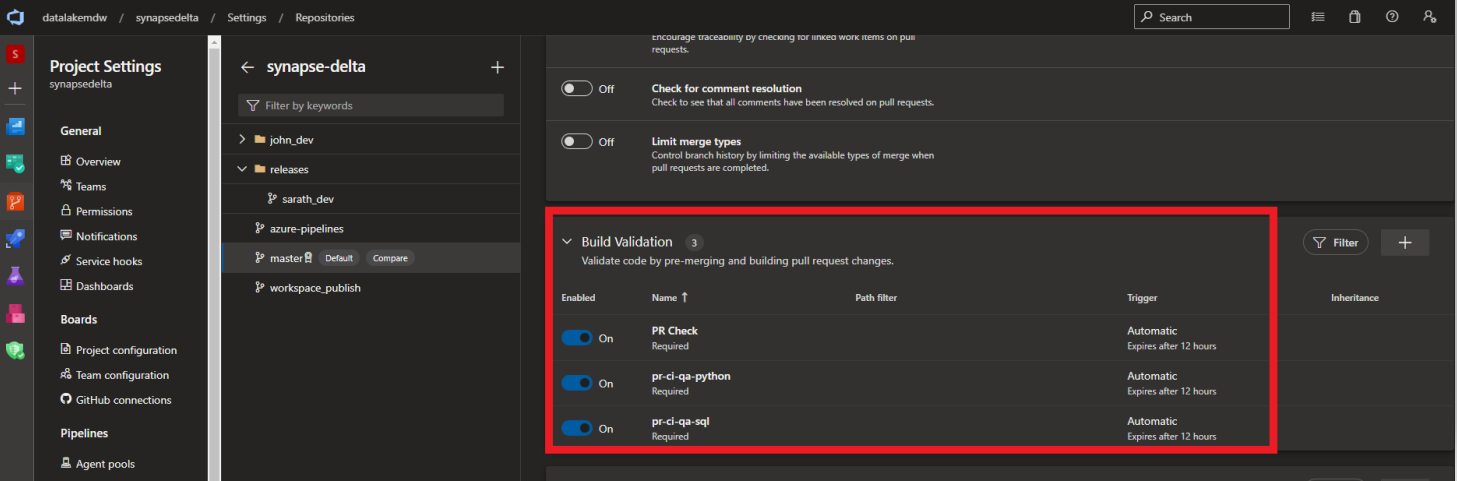 datalakemdw / synapsedelta / Settings / Repositories
Search
S
Project Settings
synapsedelta
General
Overview
Teams
Permissions
Notifications
Service hooks
Dashboards
Boards
Project configuration
Team configuration
GitHub connections
Pipelines
Agent pools
synapse-delta
Filter by keywords
john_dev
releases
sarath_dev
azure-pipelines
master Default Compare
workspace_publish
Encourage traceability by checking for linked work items on pull
requests.
Off Check for comment resolution
Check to see that all comments have been resolved on pull requests.
Off Limit merge types
Control branch history by limiting the available types of merge when
pull requests are completed.
Build Validation 3
Validate code by pre-merging and building pull request changes.
Filter
Enabled Name ↑ Path filter Trigger Inheritance
On PR Check Automatic
Required Expires after 12 hours
On pr-ci-qa-python Automatic
Required Expires after 12 hours
On pr-ci-qa-sql Automatic
Required Expires after 12 hours